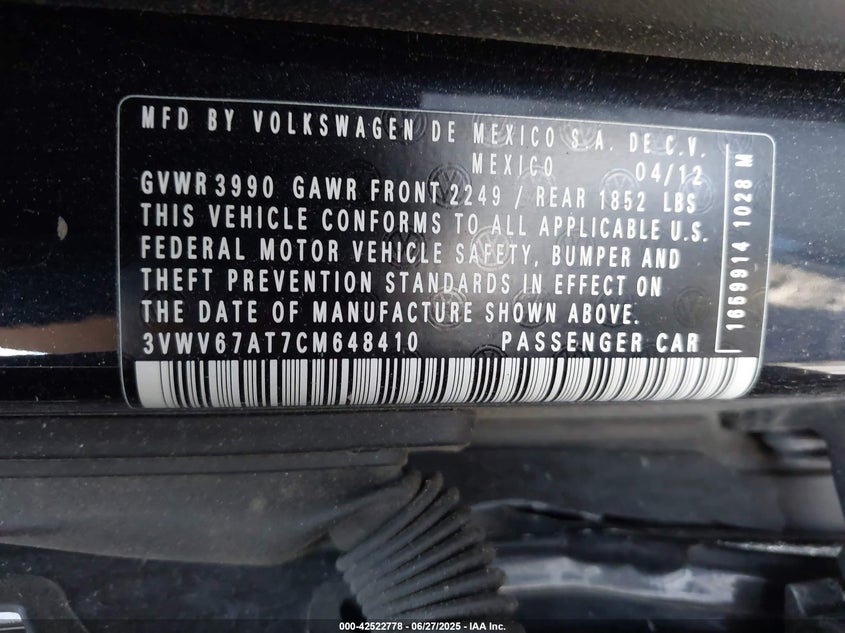 MFD BY VOLKSWAGEN DE MEXICO S.A. DE C.V.
MEXICO 04/12
GVWR 3990 GAWR FRONT 2249 / REAR 1852 LBS
THIS VEHICLE CONFORMS TO ALL APPLICABLE U.S.
FEDERAL MOTOR VEHICLE SAFETY, BUMPER AND
THEFT PREVENTION STANDARDS IN EFFECT ON
THE DATE OF MANUFACTURE SHOWN ABOVE.
3VWV67AT7CM648410 PASSENGER CAR
1669914 1028 M
000-42522778 - 06/27/2025 - IAA Inc.